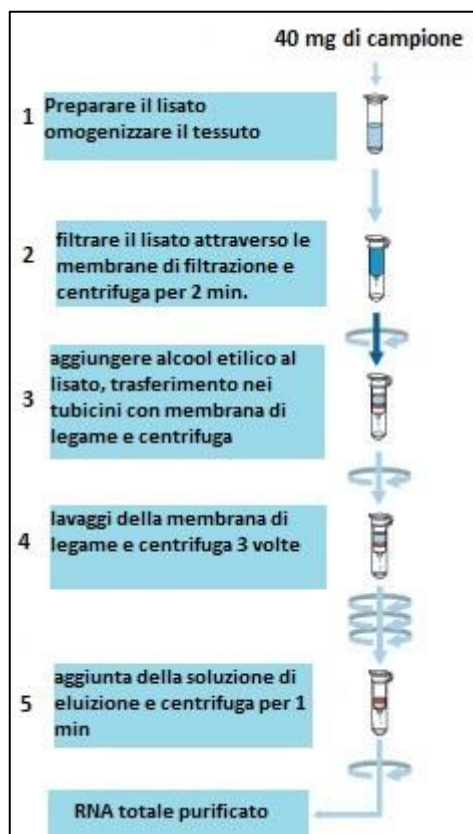 40 mg di campione
1
Preparare il lisato
omogenizzare il tessuto
2
filtrare il lisato attraverso le
membrane di filtrazione e
centrifuga per 2 min.
3
aggiungere alcool etilico al
lisato, trasferimento nei
tubicini con membrana di
legame e centrifuga
4
lavaggi della membrana di
legame e centrifuga 3 volte
5
aggiunta della soluzione di
eluizione e centrifuga per 1
min
RNA totale purificato